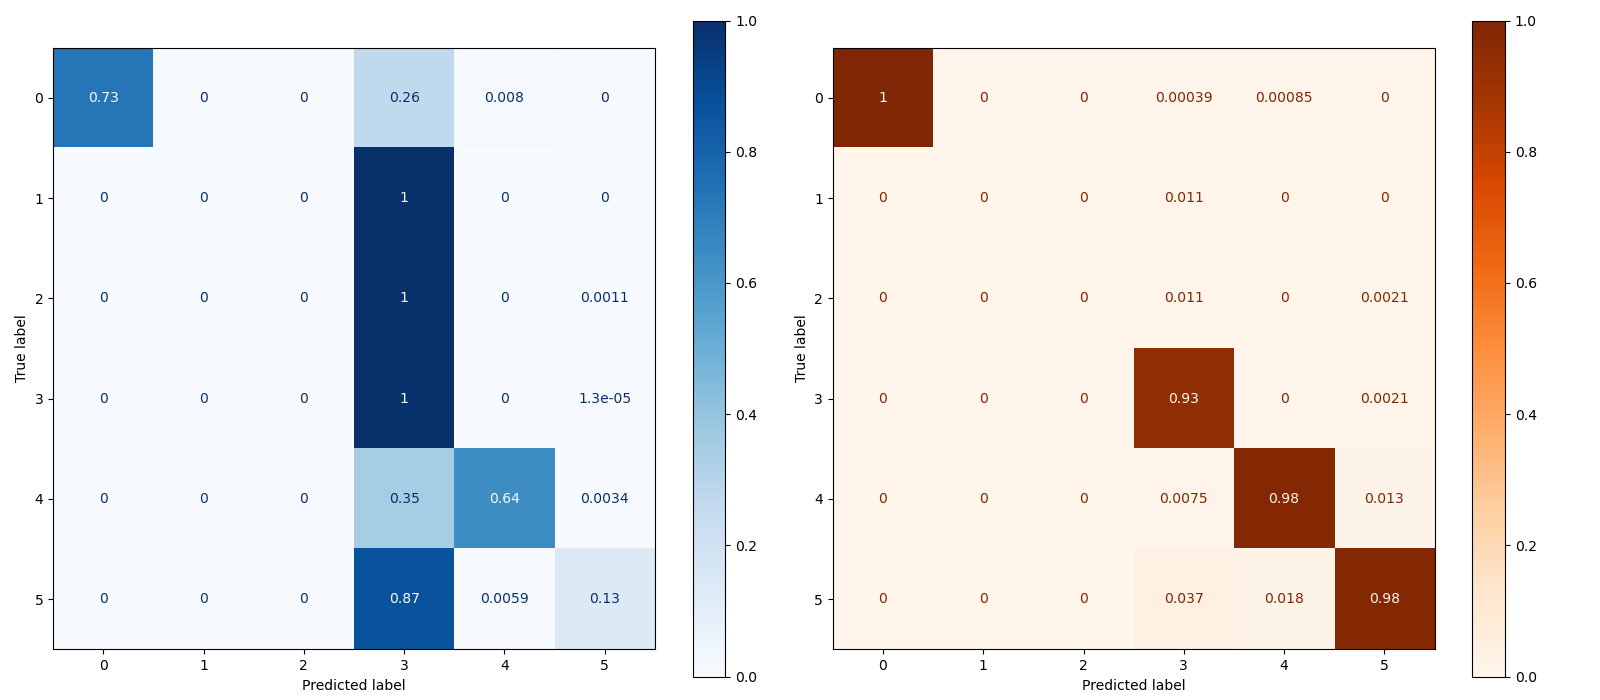 0 0.73 0 0 0.26 0.008 0
1 0 0 0 1 0 0
2 0 0 0 1 0 0.0011
3 0 0 0 1 0 1.3e-05
4 0 0 0 0.35 0.64 0.0034
5 0 0 0 0.87 0.0059 0.13
0 1 2 3 4 5
Predicted label
True label
1.0
0.8
0.6
0.4
0.2
0.0
0 1 0 0 0.00039 0.00085 0
1 0 0 0 0.011 0 0
2 0 0 0 0.011 0 0.0021
3 0 0 0 0.93 0 0.0021
4 0 0 0 0.0075 0.98 0.013
5 0 0 0 0.037 0.018 0.98
0 1 2 3 4 5
Predicted label
True label
1.0
0.8
0.6
0.4
0.2
0.0